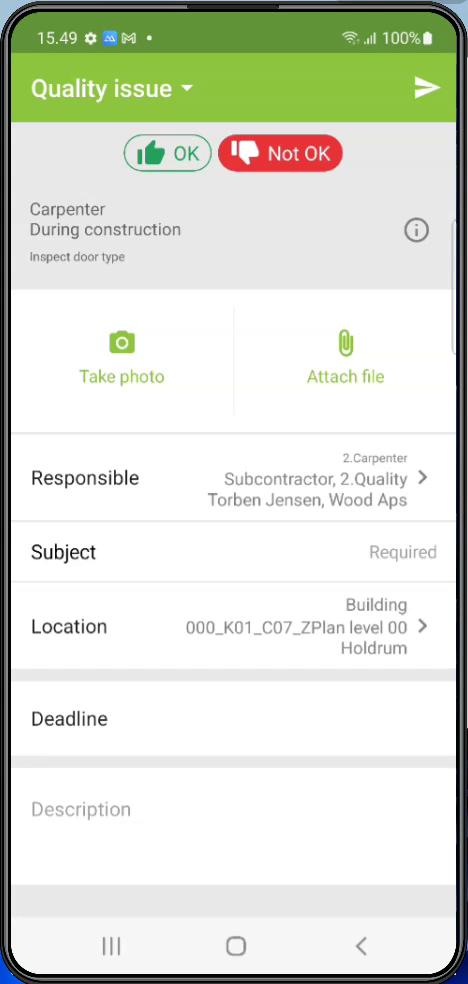 15.49
100%
Quality issue
OK
Not OK
Carpenter
During construction
Inspect door type
Take photo
Attach file
2.Carpenter
Responsible
Subcontractor, 2.Quality
Torben Jensen, Wood Aps
Subject
Required
Building
Location
000_K01_C07_ZPlan level 00
Holdrum
Deadline
Description